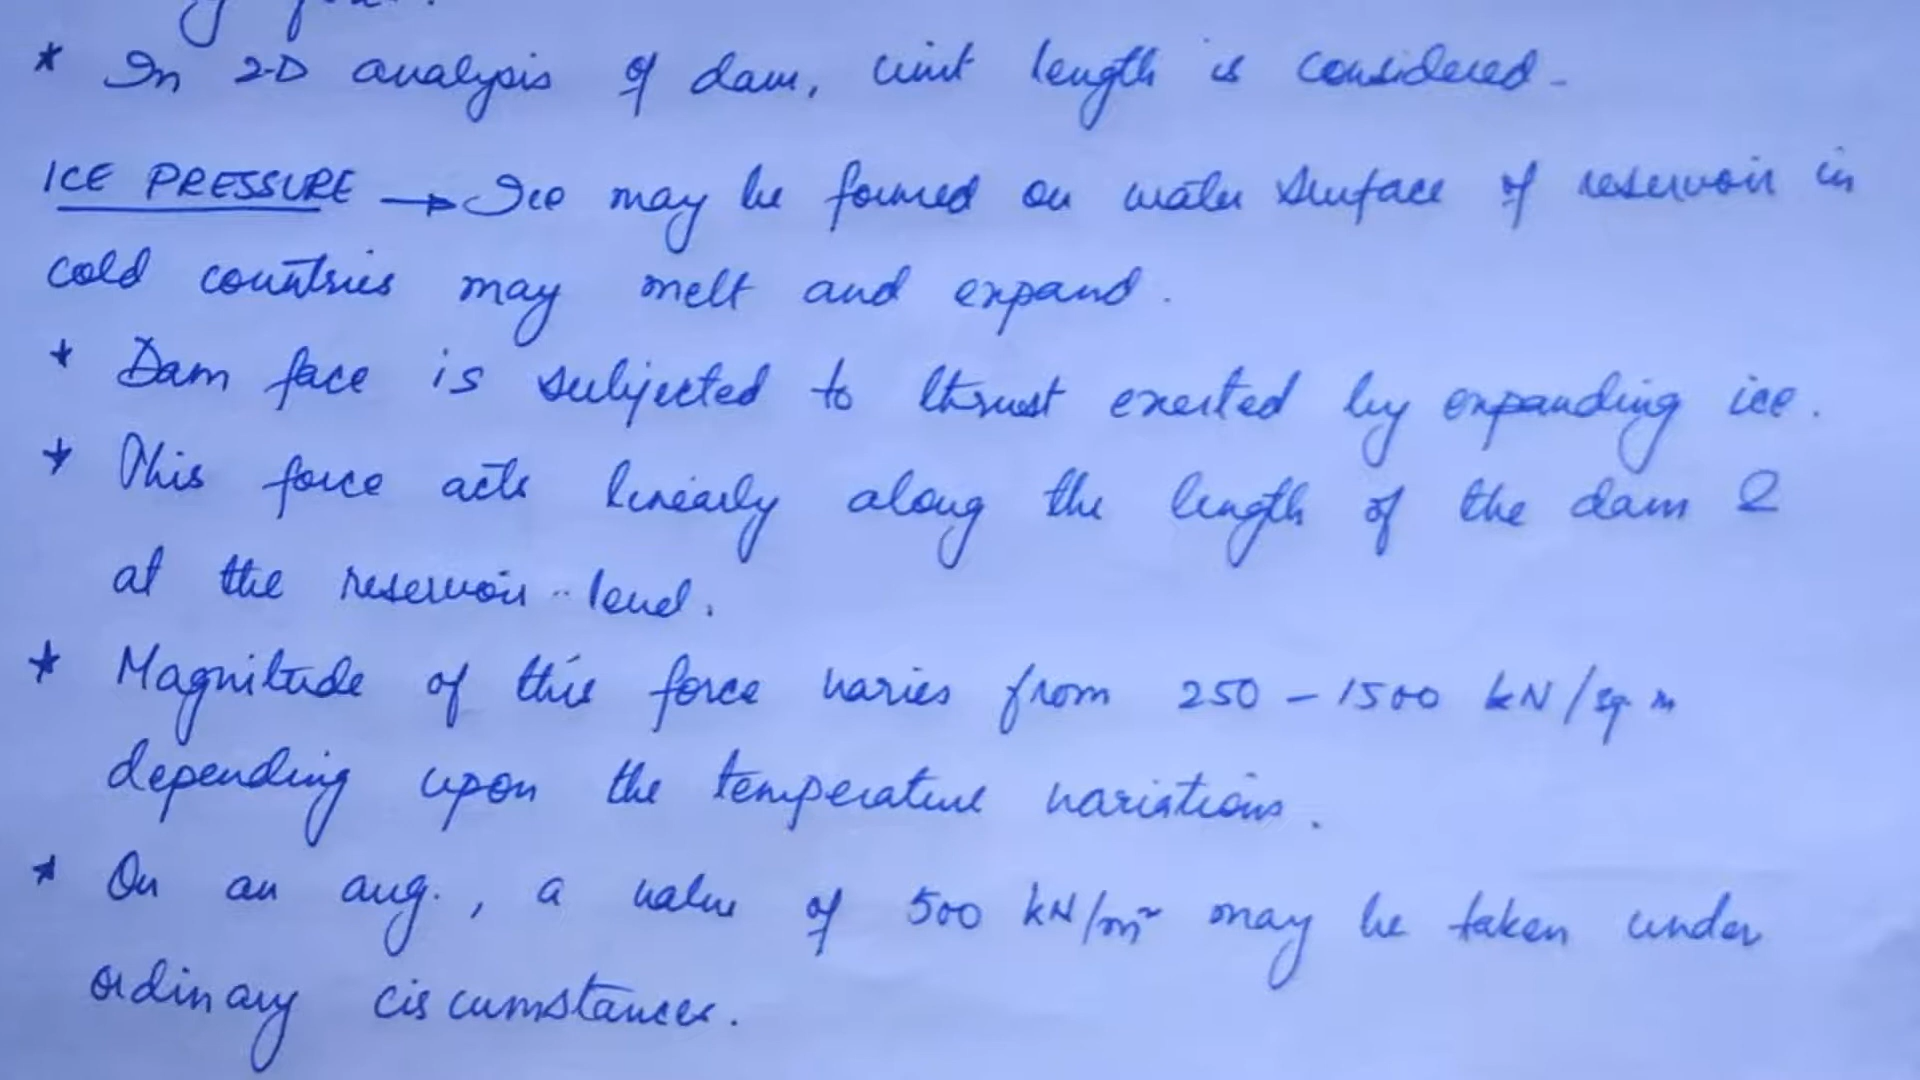 * In 2-D analysis of dam, unit length is considered.
ICE PRESSURE → Ice may be formed on water surface of reservoir in
cold countries may melt and expand.
* Dam face is subjected to thrust exerted by expanding ice.
* This force acts linearly along the length of the dam &
at the reservoir level.
* Magnitude of this force varies from 250 - 1500 kN/sq.m
depending upon the temperature variations.
* On an avg., a value of 500 kN/m² may be taken under
ordinary circumstances.